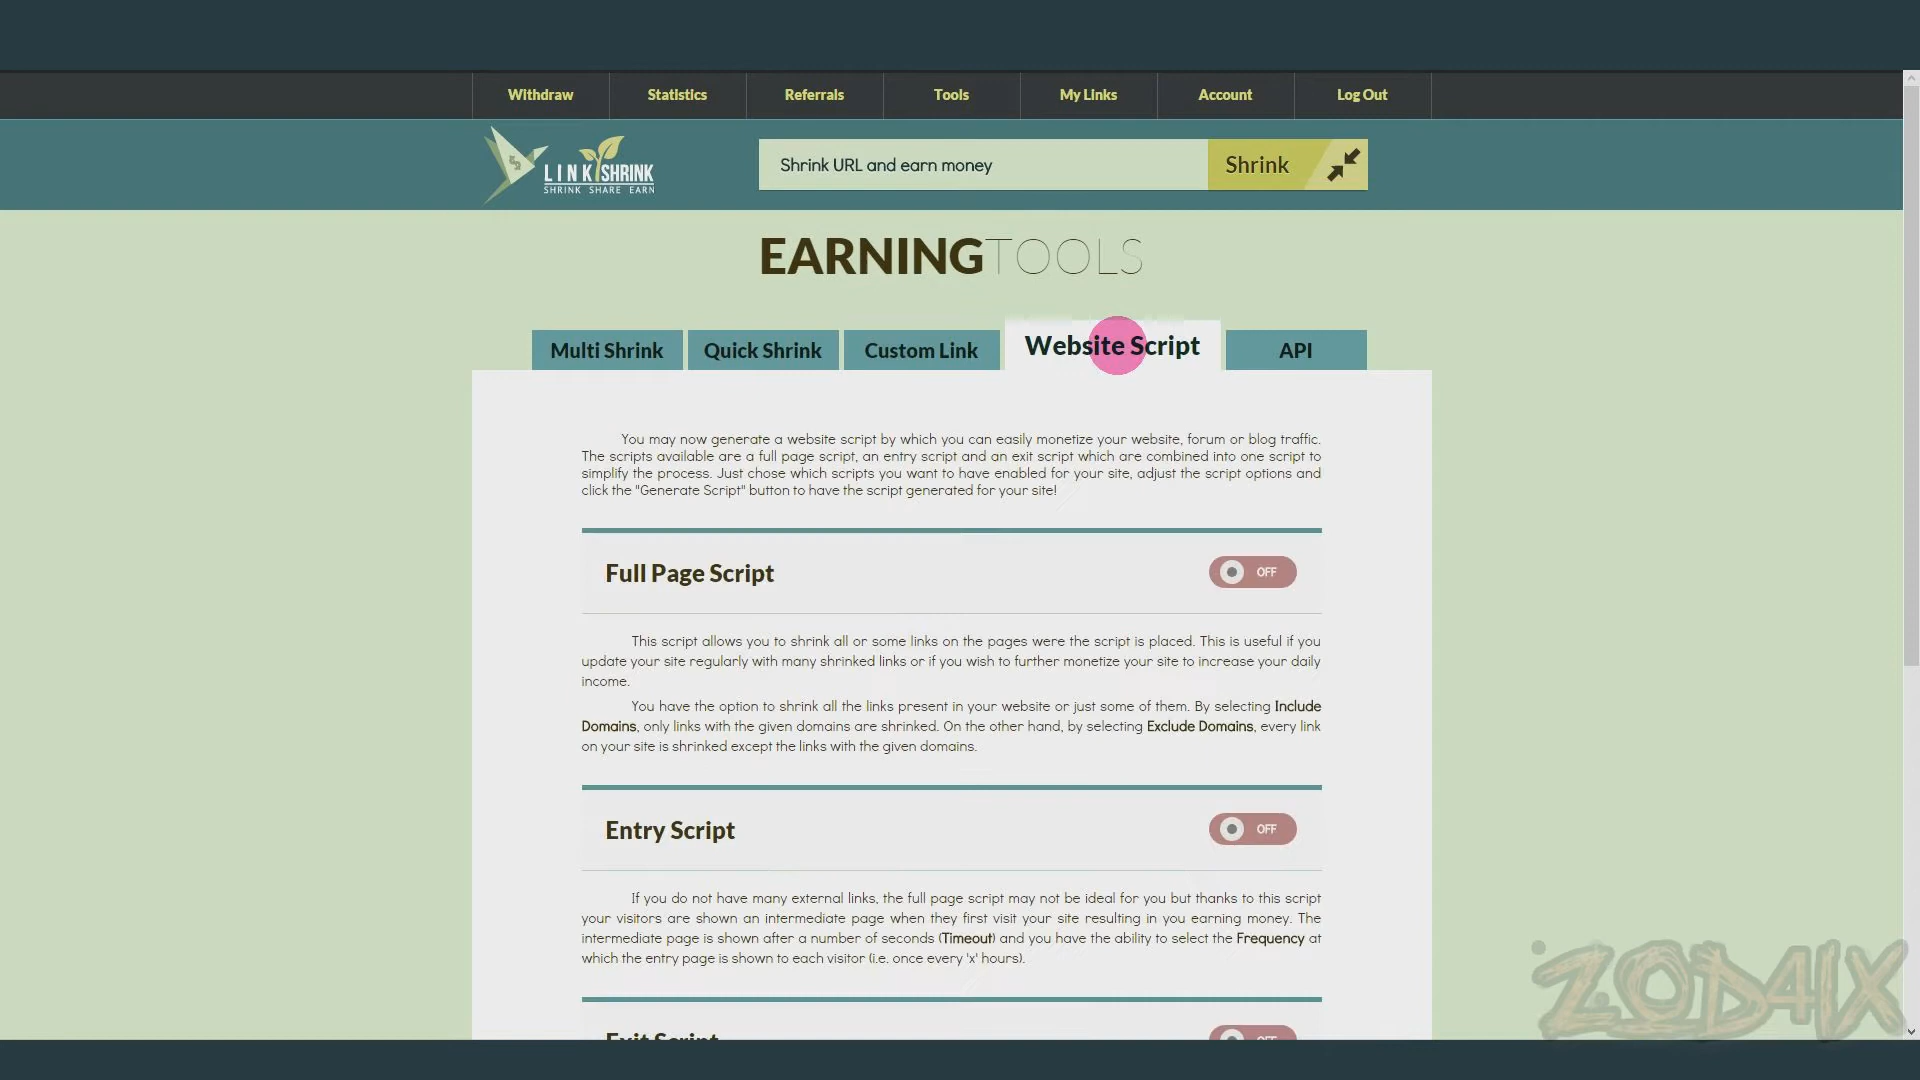 Withdraw Statistics Referrals Tools My Links Account Log Out
LINK SHRINK
SHRINK SHARE EARN
Shrink URL and earn money
Shrink
EARNINGTOOLS
Multi Shrink Quick Shrink Custom Link Website Script API
You may now generate a website script by which you can easily monetize your website, forum or blog traffic.
The scripts available are a full page script, an entry script and an exit script which are combined into one script to
simplify the process. Just chose which scripts you want to have enabled for your site, adjust the script options and
click the "Generate Script" button to have the script generated for your site!
Full Page Script
OFF
This script allows you to shrink all or some links on the pages were the script is placed. This is useful if you
update your site regularly with many shrinked links or if you wish to further monetize your site to increase your daily
income.
You have the option to shrink all the links present in your website or just some of them. By selecting Include
Domains, only links with the given domains are shrinked. On the other hand, by selecting Exclude Domains, every link
on your site is shrinked except the links with the given domains.
Entry Script
OFF
If you do not have many external links, the full page script may not be ideal for you but thanks to this script
your visitors are shown an intermediate page when they first visit your site resulting in you earning money. The
intermediate page is shown after a number of seconds (Timeout) and you have the ability to select the Frequency at
which the entry page is shown to each visitor (i.e. once every 'x' hours).
Exit Script
OFF
ZOD4IX